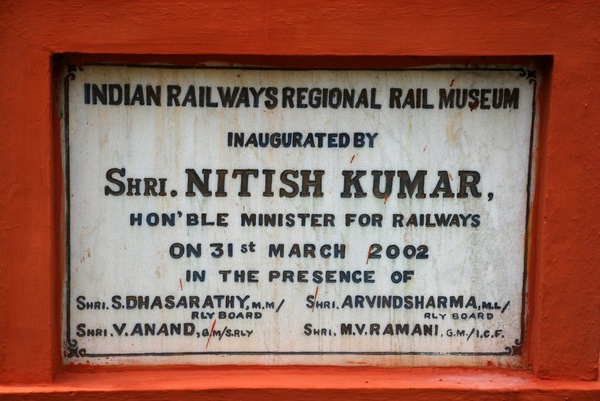 INDIAN RAILWAYS REGIONAL RAIL MUSEUM
INAUGURATED BY
SHRI. NITISH KUMAR,
HON'BLE MINISTER FOR RAILWAYS
ON 31st MARCH 2002
IN THE PRESENCE OF
SHRI. S.DHASARATHY, M.M/ SHRI. ARVINDSHARMA, M.L/
RLY BOARD RLY BOARD
SHRI. V.ANAND, G.M/S.RLY SHRI. M.V.RAMANI, G.M-/I.C.F.